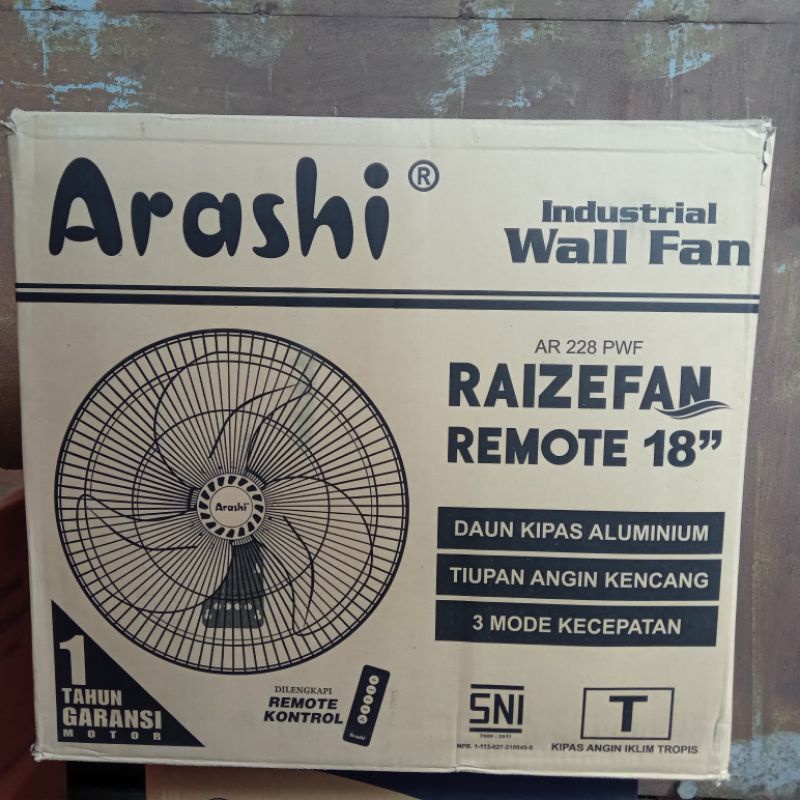 Arashi®
Industrial
Wall Fan
AR 228 PWF
RAIZEFAN
REMOTE 18”
Arashi
DAUN KIPAS ALUMINIUM
TIUPAN ANGIN KENCANG
3 MODE KECEPATAN
1
TAHUN
GARANSI
MOTOR
DILENGKAPI
REMOTE
KONTROL
Arashi
SNI
T
KIPAS ANGIN IKLIM TROPIS